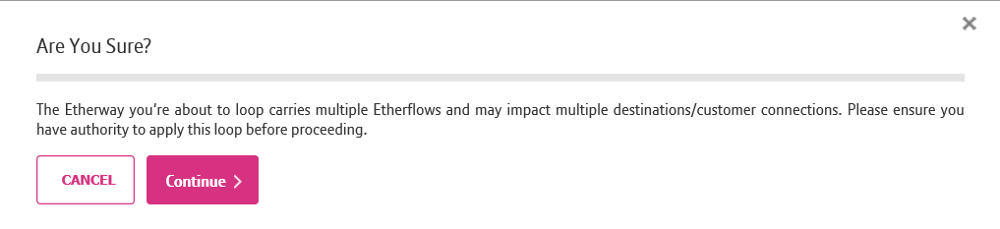 Are You Sure?
The Etherway you're about to loop carries multiple Etherflows and may impact multiple destinations/customer connections. Please ensure you
have authority to apply this loop before proceeding.
CANCEL
Continue